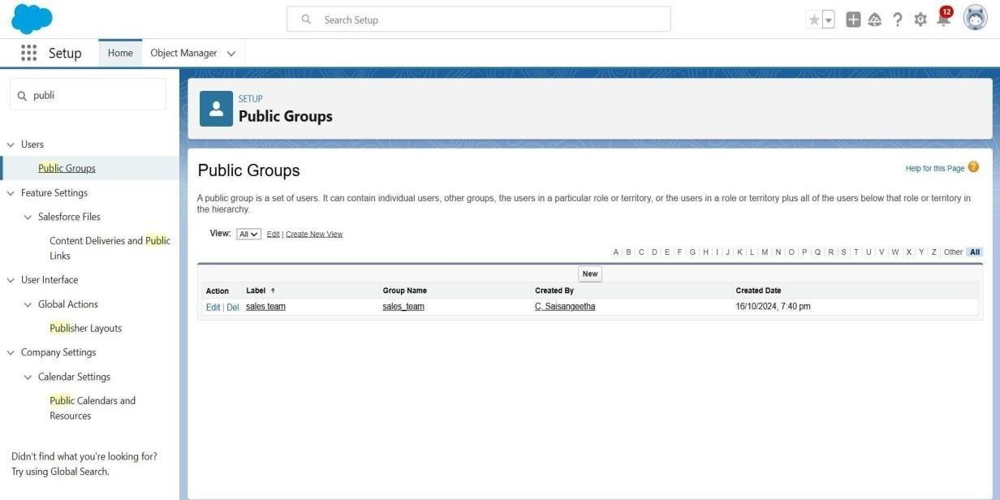 Search Setup
12
Setup
Home
Object Manager
publi
Users
Public Groups
Feature Settings
Salesforce Files
Content Deliveries and Public
Links
User Interface
Global Actions
Publisher Layouts
Company Settings
Calendar Settings
Public Calendars and
Resources
Didn't find what you're looking for?
Try using Global Search.
SETUP
Public Groups
Public Groups
Help for this Page ?
A public group is a set of users. It can contain individual users, other groups, the users in a particular role or territory, or the users in a role or territory plus all of the users below that role or territory in
the hierarchy.
View: All Edit | Create New View
A | B | C | D | E | F | G | H | I | J | K | L | M | N | O | P | Q | R | S | T | U | V | W | X | Y | Z | Other All
New
Action Label ↑ Group Name Created By Created Date
Edit | Del sales team sales_team C, Saisangeetha 16/10/2024, 7:40 pm